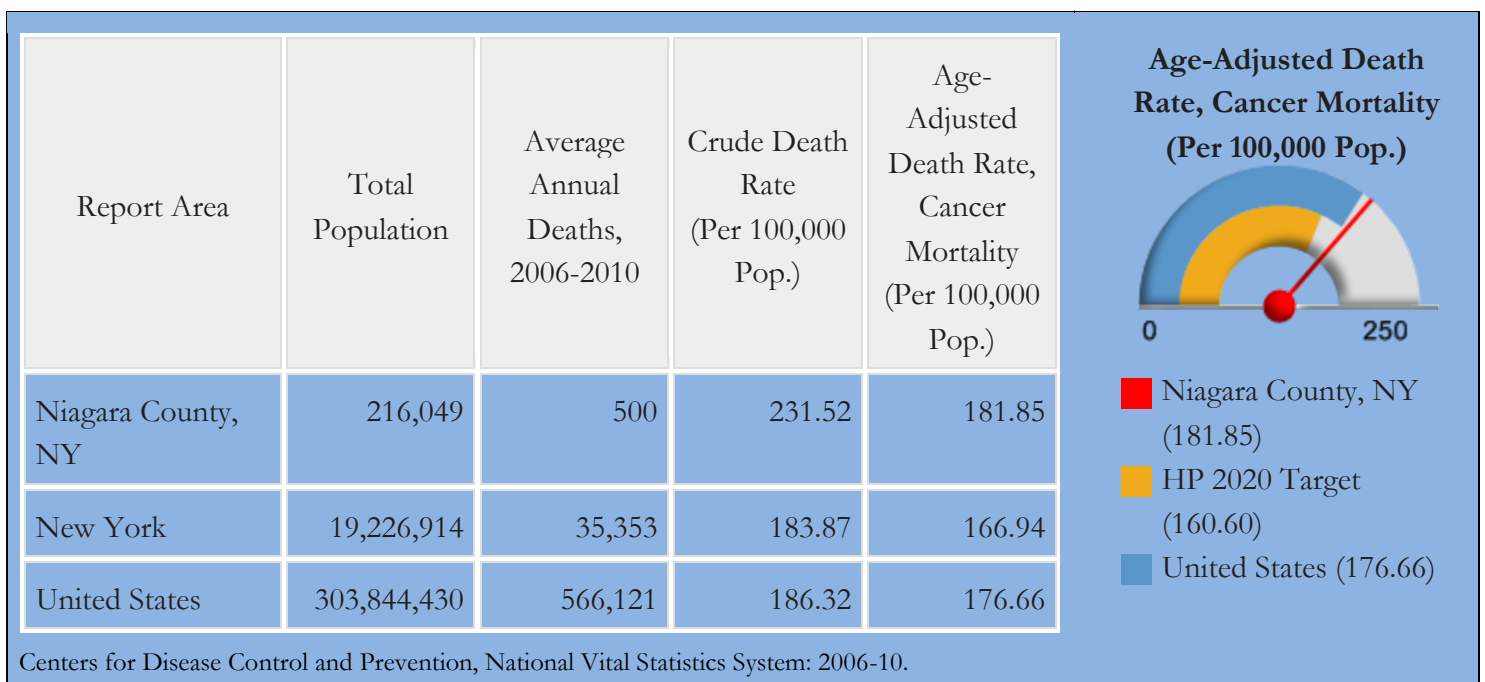 Report Area
Total
Population
Average
Annual
Deaths,
2006-2010
Crude Death
Rate
(Per 100,000
Pop.)
Age-
Adjusted
Death Rate,
Cancer
Mortality
(Per 100,000
Pop.)
Niagara County,
NY
216,049
500
231.52
181.85
New York
19,226,914
35,353
183.87
166.94
United States
303,844,430
566,121
186.32
176.66
Centers for Disease Control and Prevention, National Vital Statistics System: 2006-10.
Age-Adjusted Death
Rate, Cancer Mortality
(Per 100,000 Pop.)
0
250
Niagara County, NY
(181.85)
HP 2020 Target
(160.60)
United States (176.66)